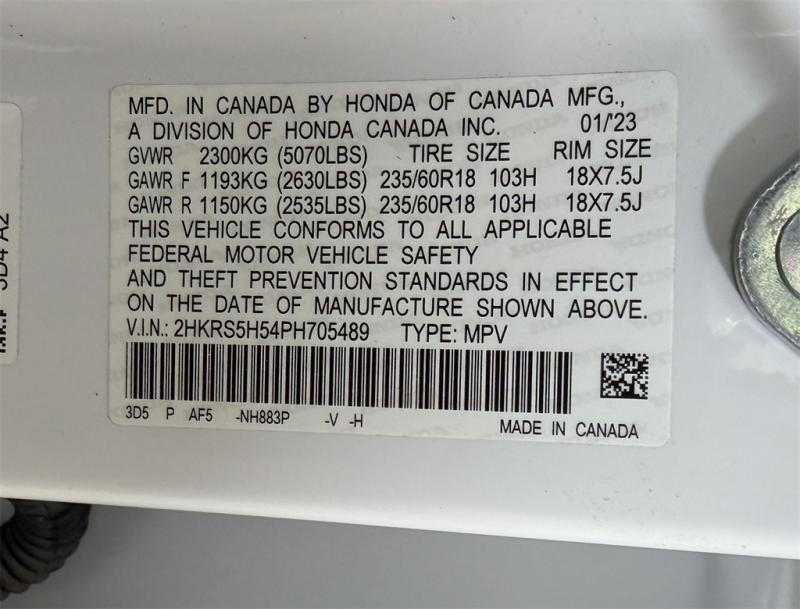 MFD. IN CANADA BY HONDA OF CANADA MFG.,
A DIVISION OF HONDA CANADA INC. 01/'23
GVWR 2300KG (5070LBS) TIRE SIZE RIM SIZE
GAWR F 1193KG (2630LBS) 235/60R18 103H 18X7.5J
GAWR R 1150KG (2535LBS) 235/60R18 103H 18X7.5J
THIS VEHICLE CONFORMS TO ALL APPLICABLE
FEDERAL MOTOR VEHICLE SAFETY
AND THEFT PREVENTION STANDARDS IN EFFECT
ON THE DATE OF MANUFACTURE SHOWN ABOVE.
V.I.N.: 2HKRS5H54PH705489 TYPE: MPV
3D5 P AF5 -NH883P -V -H
MADE IN CANADA